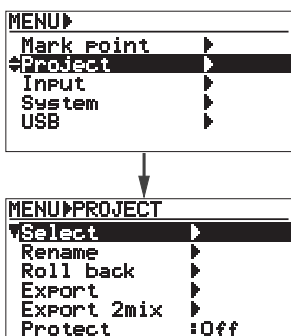 MENU▶
Mark point ▶
Project ▶
Input ▶
System ▶
USB ▶
MENU▶PROJECT
Select ▶
Rename ▶
Roll back ▶
Export ▶
Export 2mix ▶
Protect :Off